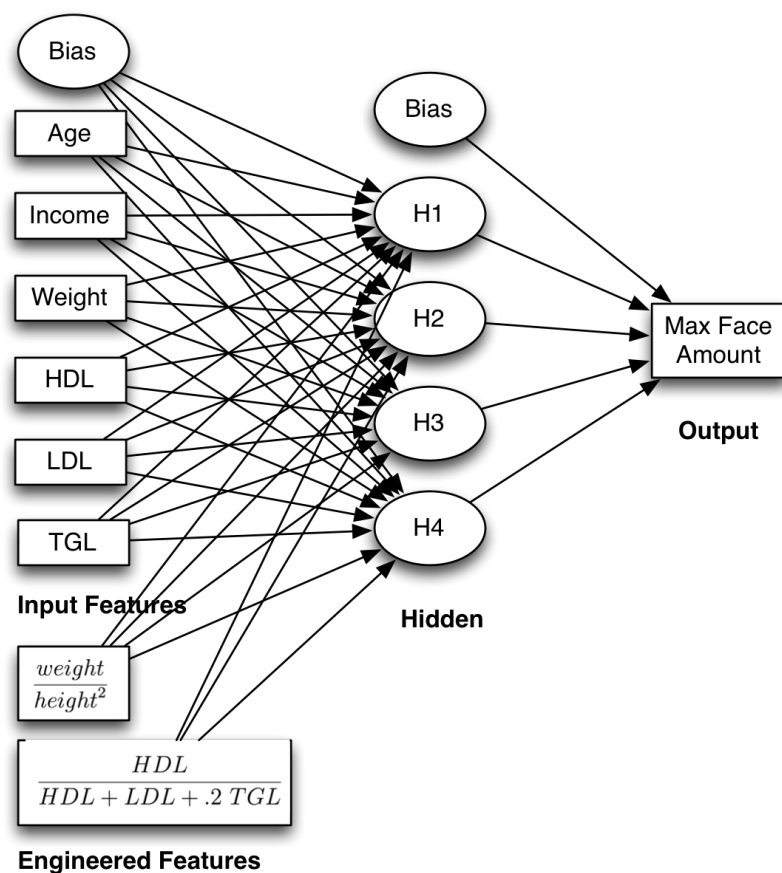 Bias
Age
Income
Weight
HDL
LDL
TGL
Input Features
weight
height²
HDL
HDL + LDL + .2 TGL
Engineered Features
Bias
H1
H2
H3
H4
Hidden
Max Face
Amount
Output